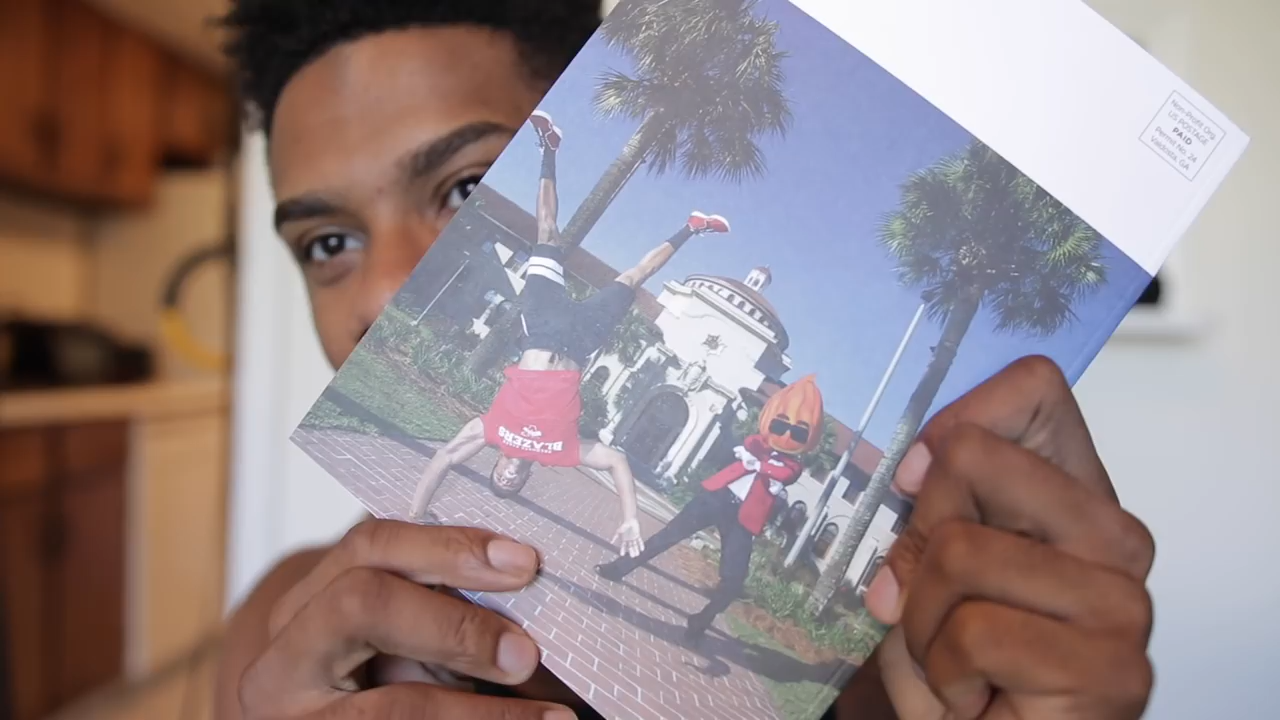 Non-Profit Org.
US POSTAGE
PAID
Permit No. 24
Valdosta, GA
BLAZERS